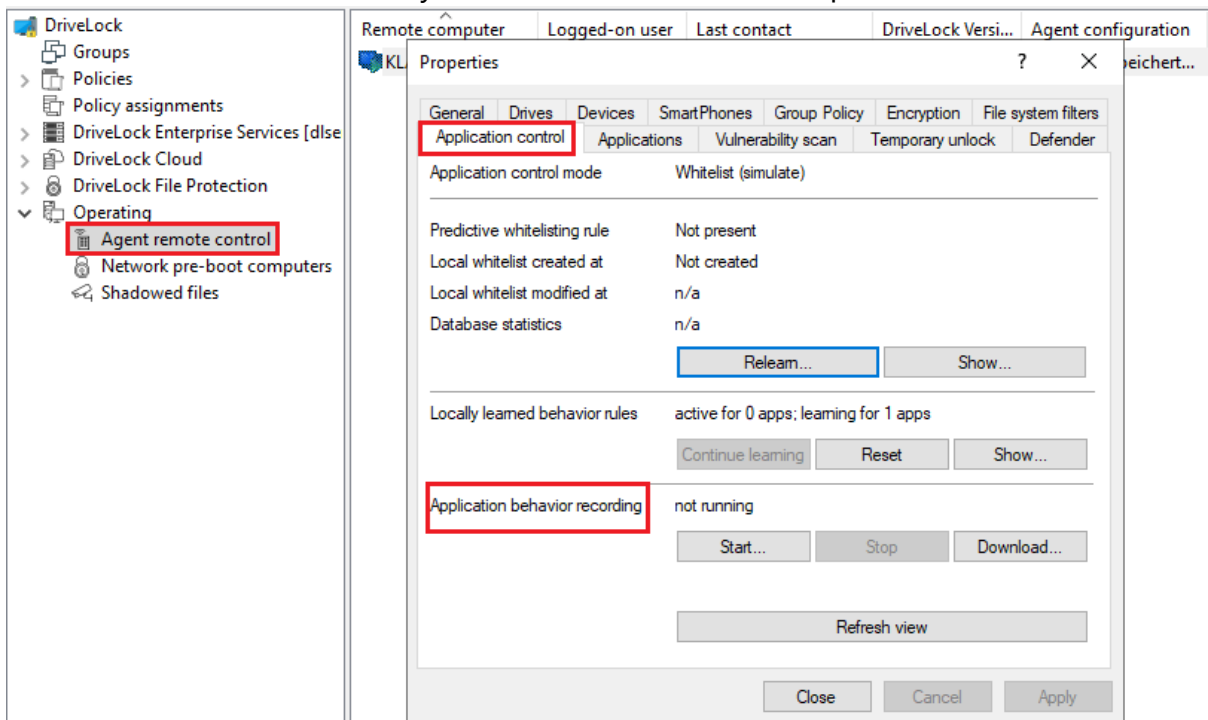 DriveLock
Groups
Policies
Policy assignments
DriveLock Enterprise Services [dlse
DriveLock Cloud
DriveLock File Protection
Operating
Agent remote control
Network pre-boot computers
Shadowed files
Remote computer Logged-on user Last contact DriveLock Versi... Agent configuration
KL
peichert...
Properties ? X
General Drives Devices SmartPhones Group Policy Encryption File system filters
Application control Applications Vulnerability scan Temporary unlock Defender
Application control mode Whitelist (simulate)
Predictive whitelisting rule Not present
Local whitelist created at Not created
Local whitelist modified at n/a
Database statistics n/a
Relearn... Show...
Locally learned behavior rules active for 0 apps; learning for 1 apps
Continue learning Reset Show...
Application behavior recording not running
Start... Stop Download...
Refresh view
Close Cancel Apply